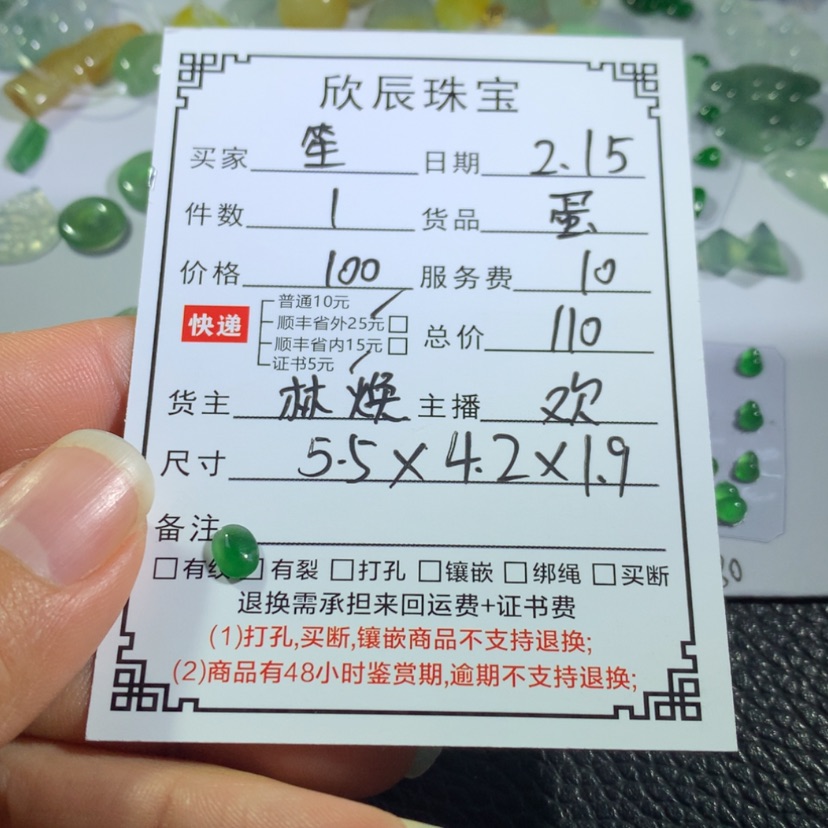 欣辰珠宝
买家 笙 日期 2.15
件数 1 货品 蛋
价格 100 服务费 10
普通10元
快递 顺丰省外25元 总价 110
顺丰省内15元
证书5元
货主 林焕 主播 欢
尺寸 5.5×4.2×1.9
备注
有纹 有裂 打孔 镶嵌 绑绳 买断
退换需承担来回运费+证书费
(1)打孔,买断,镶嵌商品不支持退换;
(2)商品有48小时鉴赏期,逾期不支持退换;